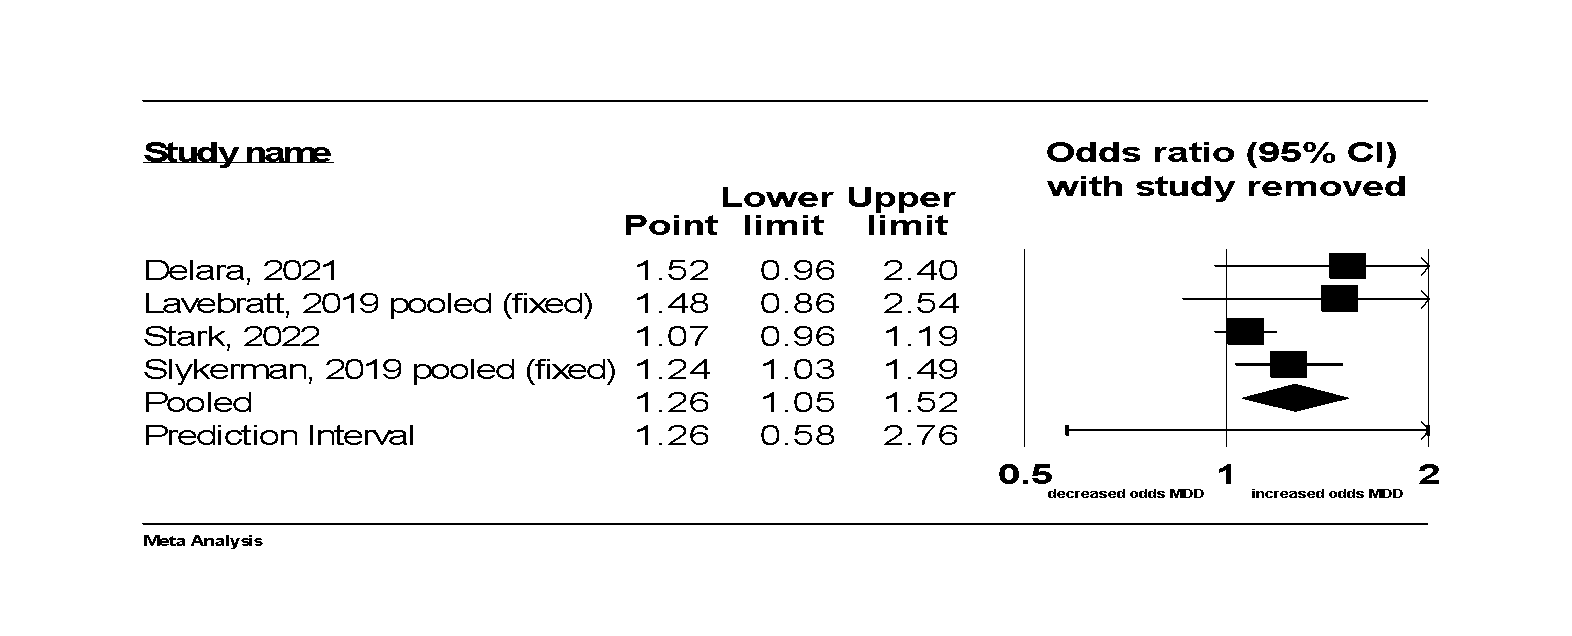 Study name
Odds ratio (95% CI)
with study removed
Lower Upper
Point limit limit
Delara, 2021 1.52 0.96 2.40
Lavebratt, 2019 pooled (fixed) 1.48 0.86 2.54
Stark, 2022 1.07 0.96 1.19
Slykerman, 2019 pooled (fixed) 1.24 1.03 1.49
Pooled 1.26 1.05 1.52
Prediction Interval 1.26 0.58 2.76
0.5 1 2
decreased odds MDD increased odds MDD
Meta Analysis